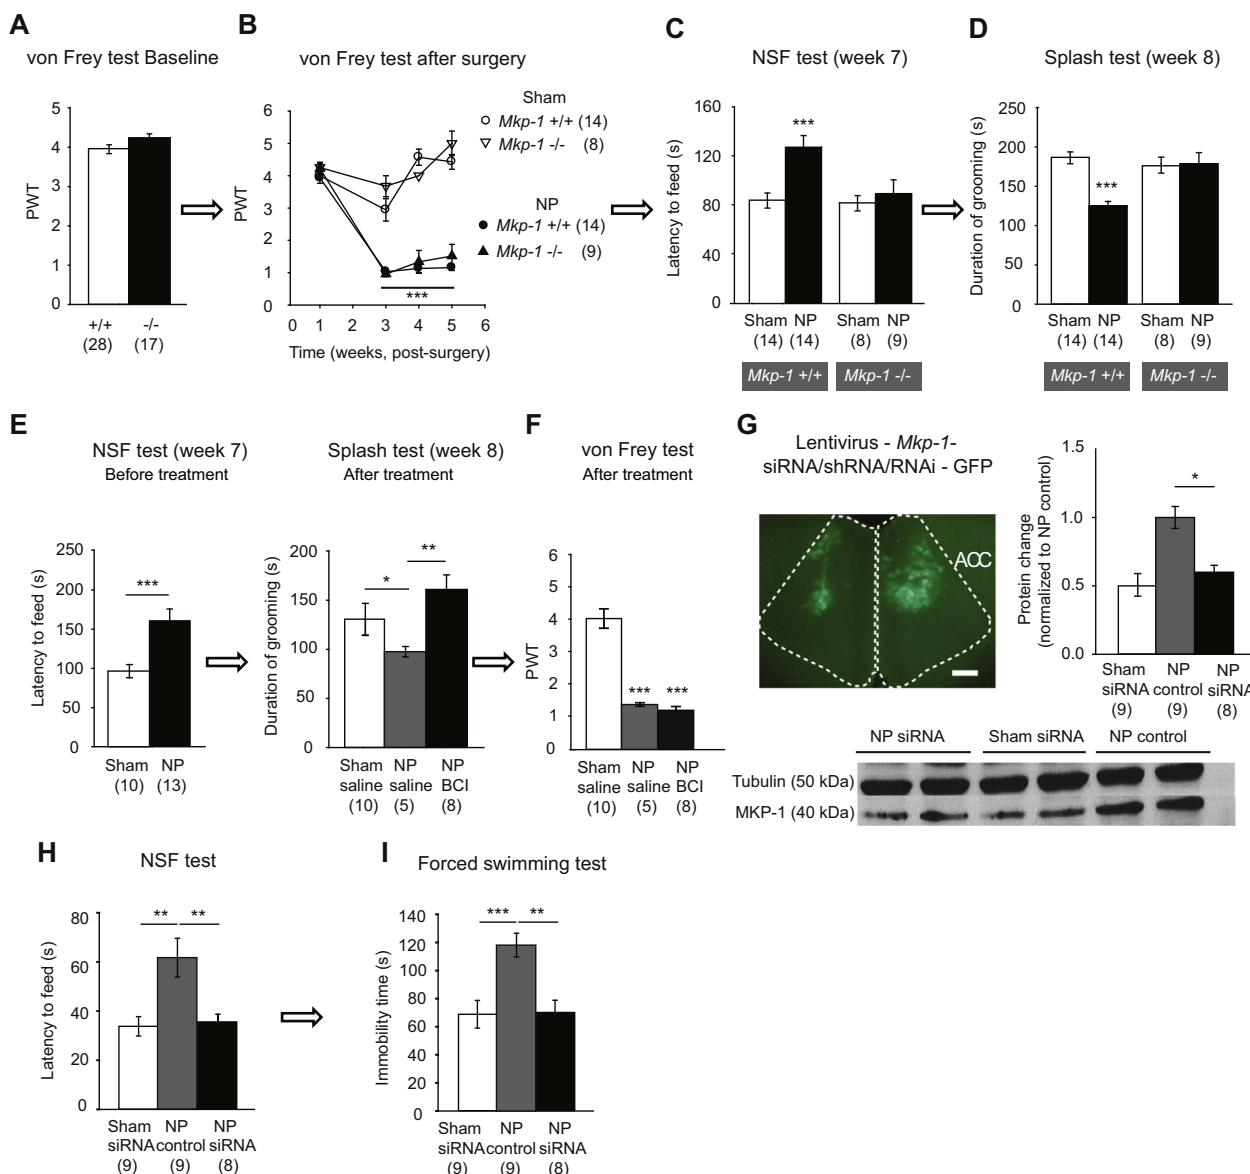 A
von Frey test Baseline
PWT
5
4
3
2
1
0
+/+
-/-
(28)
(17)
B
von Frey test after surgery
PWT
6
5
4
3
2
1
0
***
0 1 2 3 4 5 6
Time (weeks, post-surgery)
Sham
Mkp-1 +/+ (14)
Mkp-1 -/- (8)
NP
Mkp-1 +/+ (14)
Mkp-1 -/- (9)
C
NSF test (week 7)
Latency to feed (s)
160
120
80
40
0
***
Sham NP Sham NP
(14) (14) (8) (9)
Mkp-1 +/+
Mkp-1 -/-
D
Splash test (week 8)
Duration of grooming (s)
250
200
150
100
50
0
***
Sham NP Sham NP
(14) (14) (8) (9)
Mkp-1 +/+
Mkp-1 -/-
E
NSF test (week 7)
Before treatment
Latency to feed (s)
250
200
150
100
50
0
***
Sham NP
(10) (13)
Splash test (week 8)
After treatment
Duration of grooming (s)
200
150
100
50
0
*
**
Sham NP NP
saline saline BCI
(10) (5) (8)
F
von Frey test
After treatment
PWT
6
5
4
3
2
1
0
*** ***
Sham NP NP
saline saline BCI
(10) (5) (8)
G
Lentivirus - Mkp-1-
siRNA/shRNA/RNAi - GFP
ACC
Protein change
(normalized to NP control)
1.5
1.0
0.5
0.0
*
Sham NP NP
siRNA control siRNA
(9) (9) (8)
NP siRNA
Sham siRNA
NP control
Tubulin (50 kDa)
MKP-1 (40 kDa)
H
NSF test
Latency to feed (s)
80
60
40
20
0
** **
Sham NP NP
siRNA control siRNA
(9) (9) (8)
I
Forced swimming test
Immobility time (s)
140
120
100
80
60
40
20
0
*** **
Sham NP NP
siRNA control siRNA
(9) (9) (8)